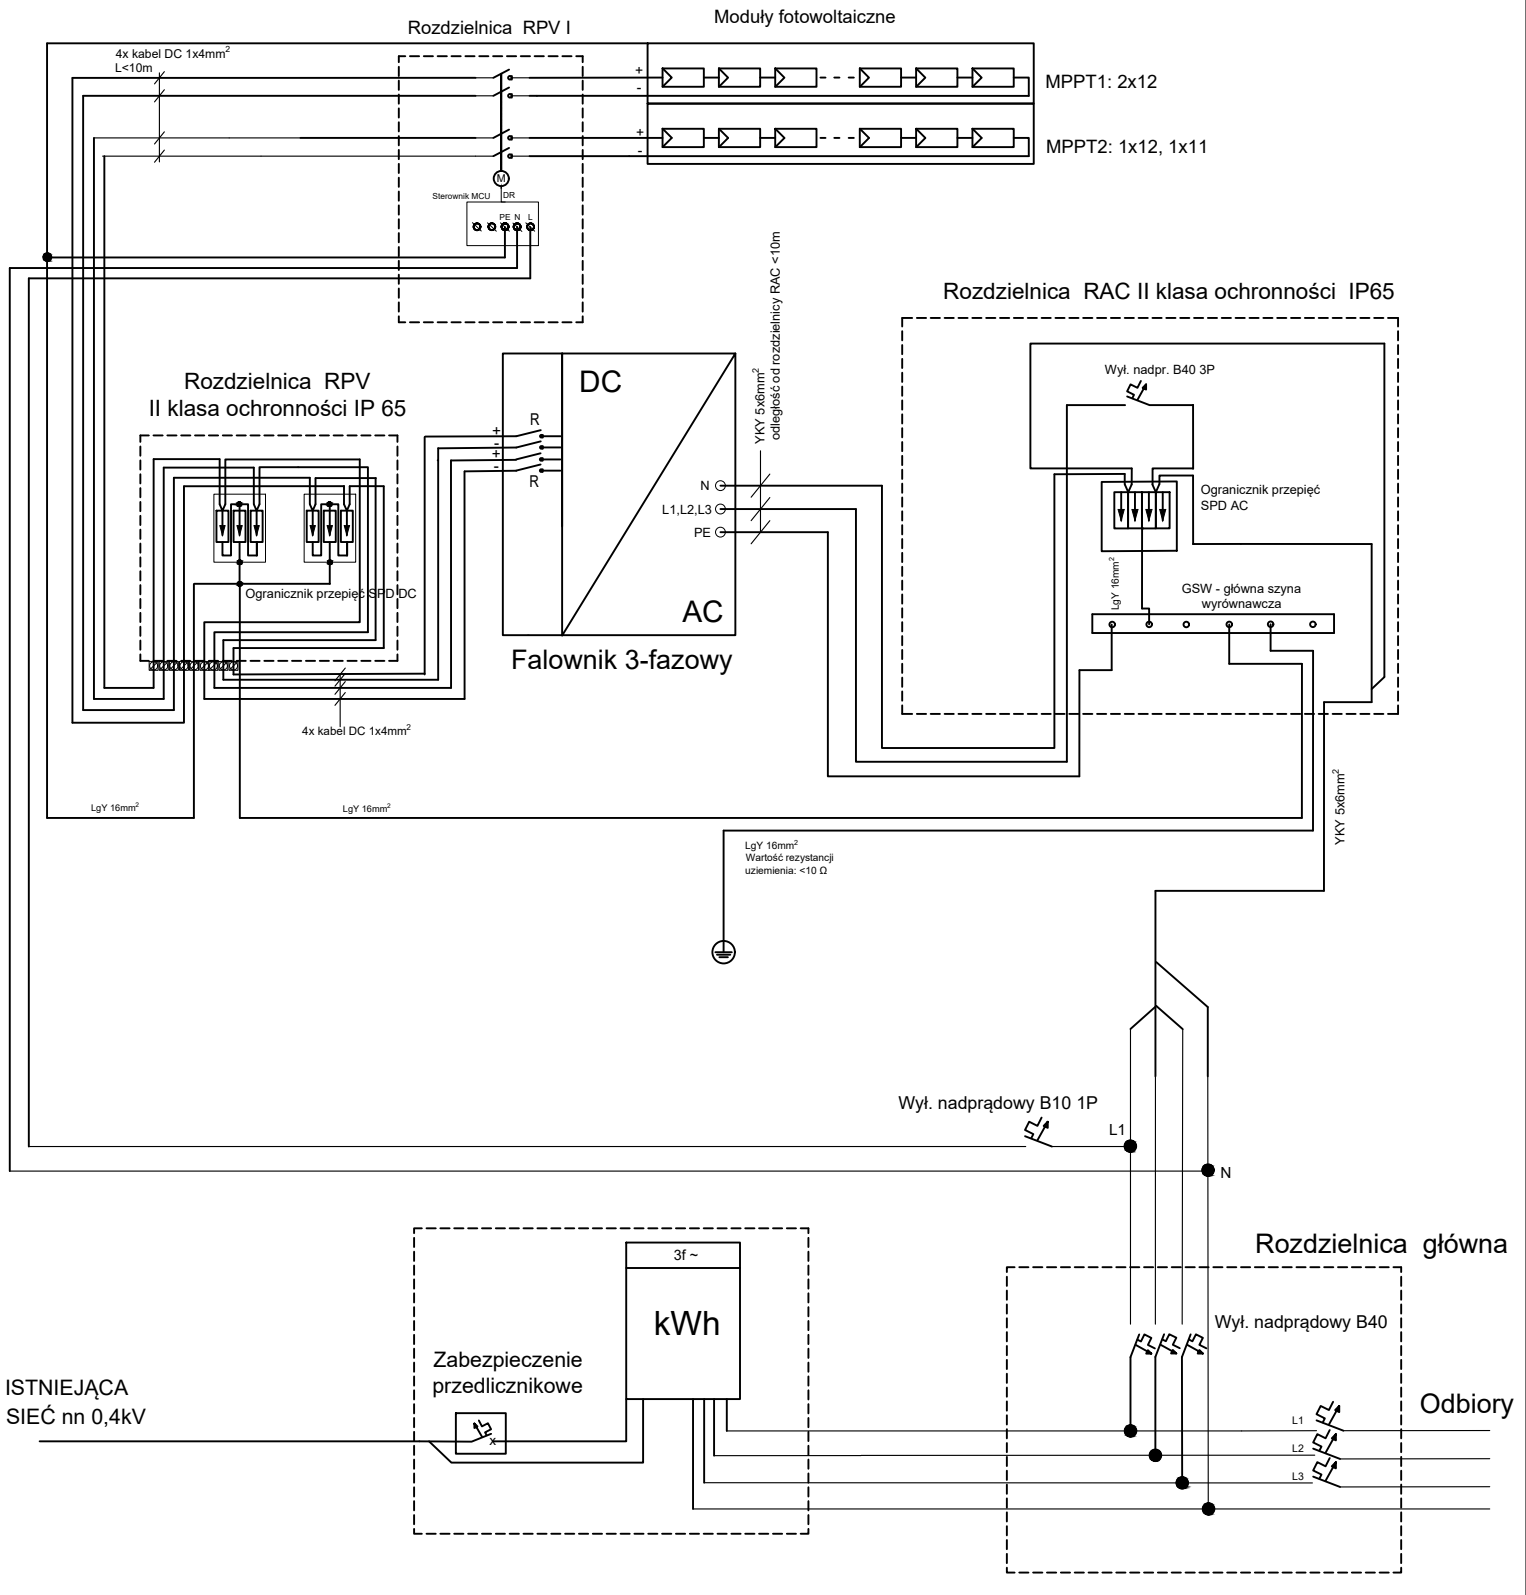 Moduły fotowoltaiczne
Rozdzielnica RPV I
4x kabel DC 1x4mm²
L<10m
+
-
MPPT1: 2x12
+
-
MPPT2: 1x12, 1x11
M
Sterownik MCU
DR
PE N L
YKY 5x6mm²
odległość od rozdzielnicy RAC <10m
Rozdzielnica RAC II klasa ochronności IP65
Rozdzielnica RPV
II klasa ochronności IP 65
DC
Wył. nadpr. B40 3P
R
+
-
+
-
R
N
L1,L2,L3
PE
Ogranicznik przepięć
SPD AC
LgY 16mm²
GSW - główna szyna
wyrównawcza
Ogranicznik przepięć SPD DC
AC
Falownik 3-fazowy
4x kabel DC 1x4mm²
LgY 16mm²
LgY 16mm²
YKY 5x6mm²
LgY 16mm²
Wartość rezystancji
uziemienia: <10 Ω
Wył. nadprądowy B10 1P
L1
N
Rozdzielnica główna
3f ~
kWh
Wył. nadprądowy B40
Zabezpieczenie
przedlicznikowe
ISTNIEJĄCA
SIEĆ nn 0,4kV
x
Odbiory
L1
L2
L3